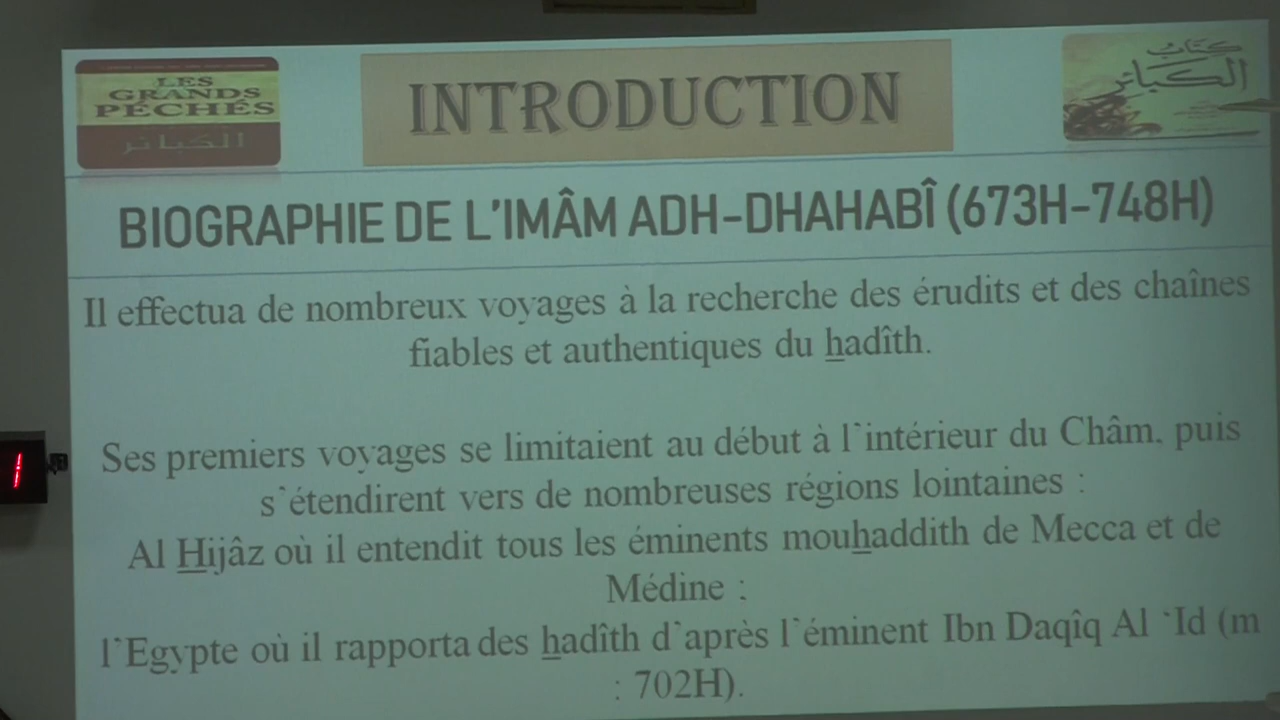 LES
GRANDS
PÉCHÉS
الكبائر
INTRODUCTION
كتاب
الكبائر
BIOGRAPHIE DE L'IMÂM ADH-DHAHABÎ (673H-748H)
Il effectua de nombreux voyages à la recherche des érudits et des chaînes
fiables et authentiques du hadîth.
Ses premiers voyages se limitaient au début à l`intérieur du Châm, puis
s`étendirent vers de nombreuses régions lointaines :
Al Hijâz où il entendit tous les éminents mouhaddith de Mecca et de
Médine ;
l`Egypte où il rapporta des hadîth d`après l`éminent Ibn Daqîq Al `Id (m
: 702H).
1